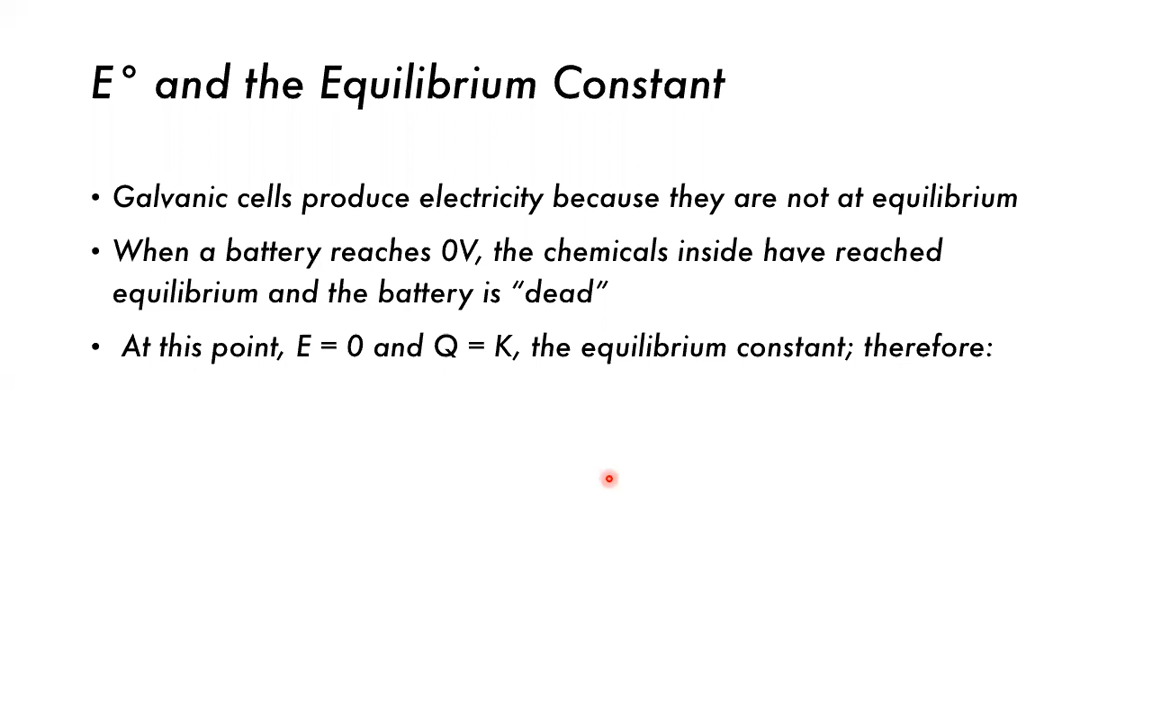 E° and the Equilibrium Constant
• Galvanic cells produce electricity because they are not at equilibrium
• When a battery reaches 0V, the chemicals inside have reached
equilibrium and the battery is “dead”
• At this point, E = 0 and Q = K, the equilibrium constant; therefore: